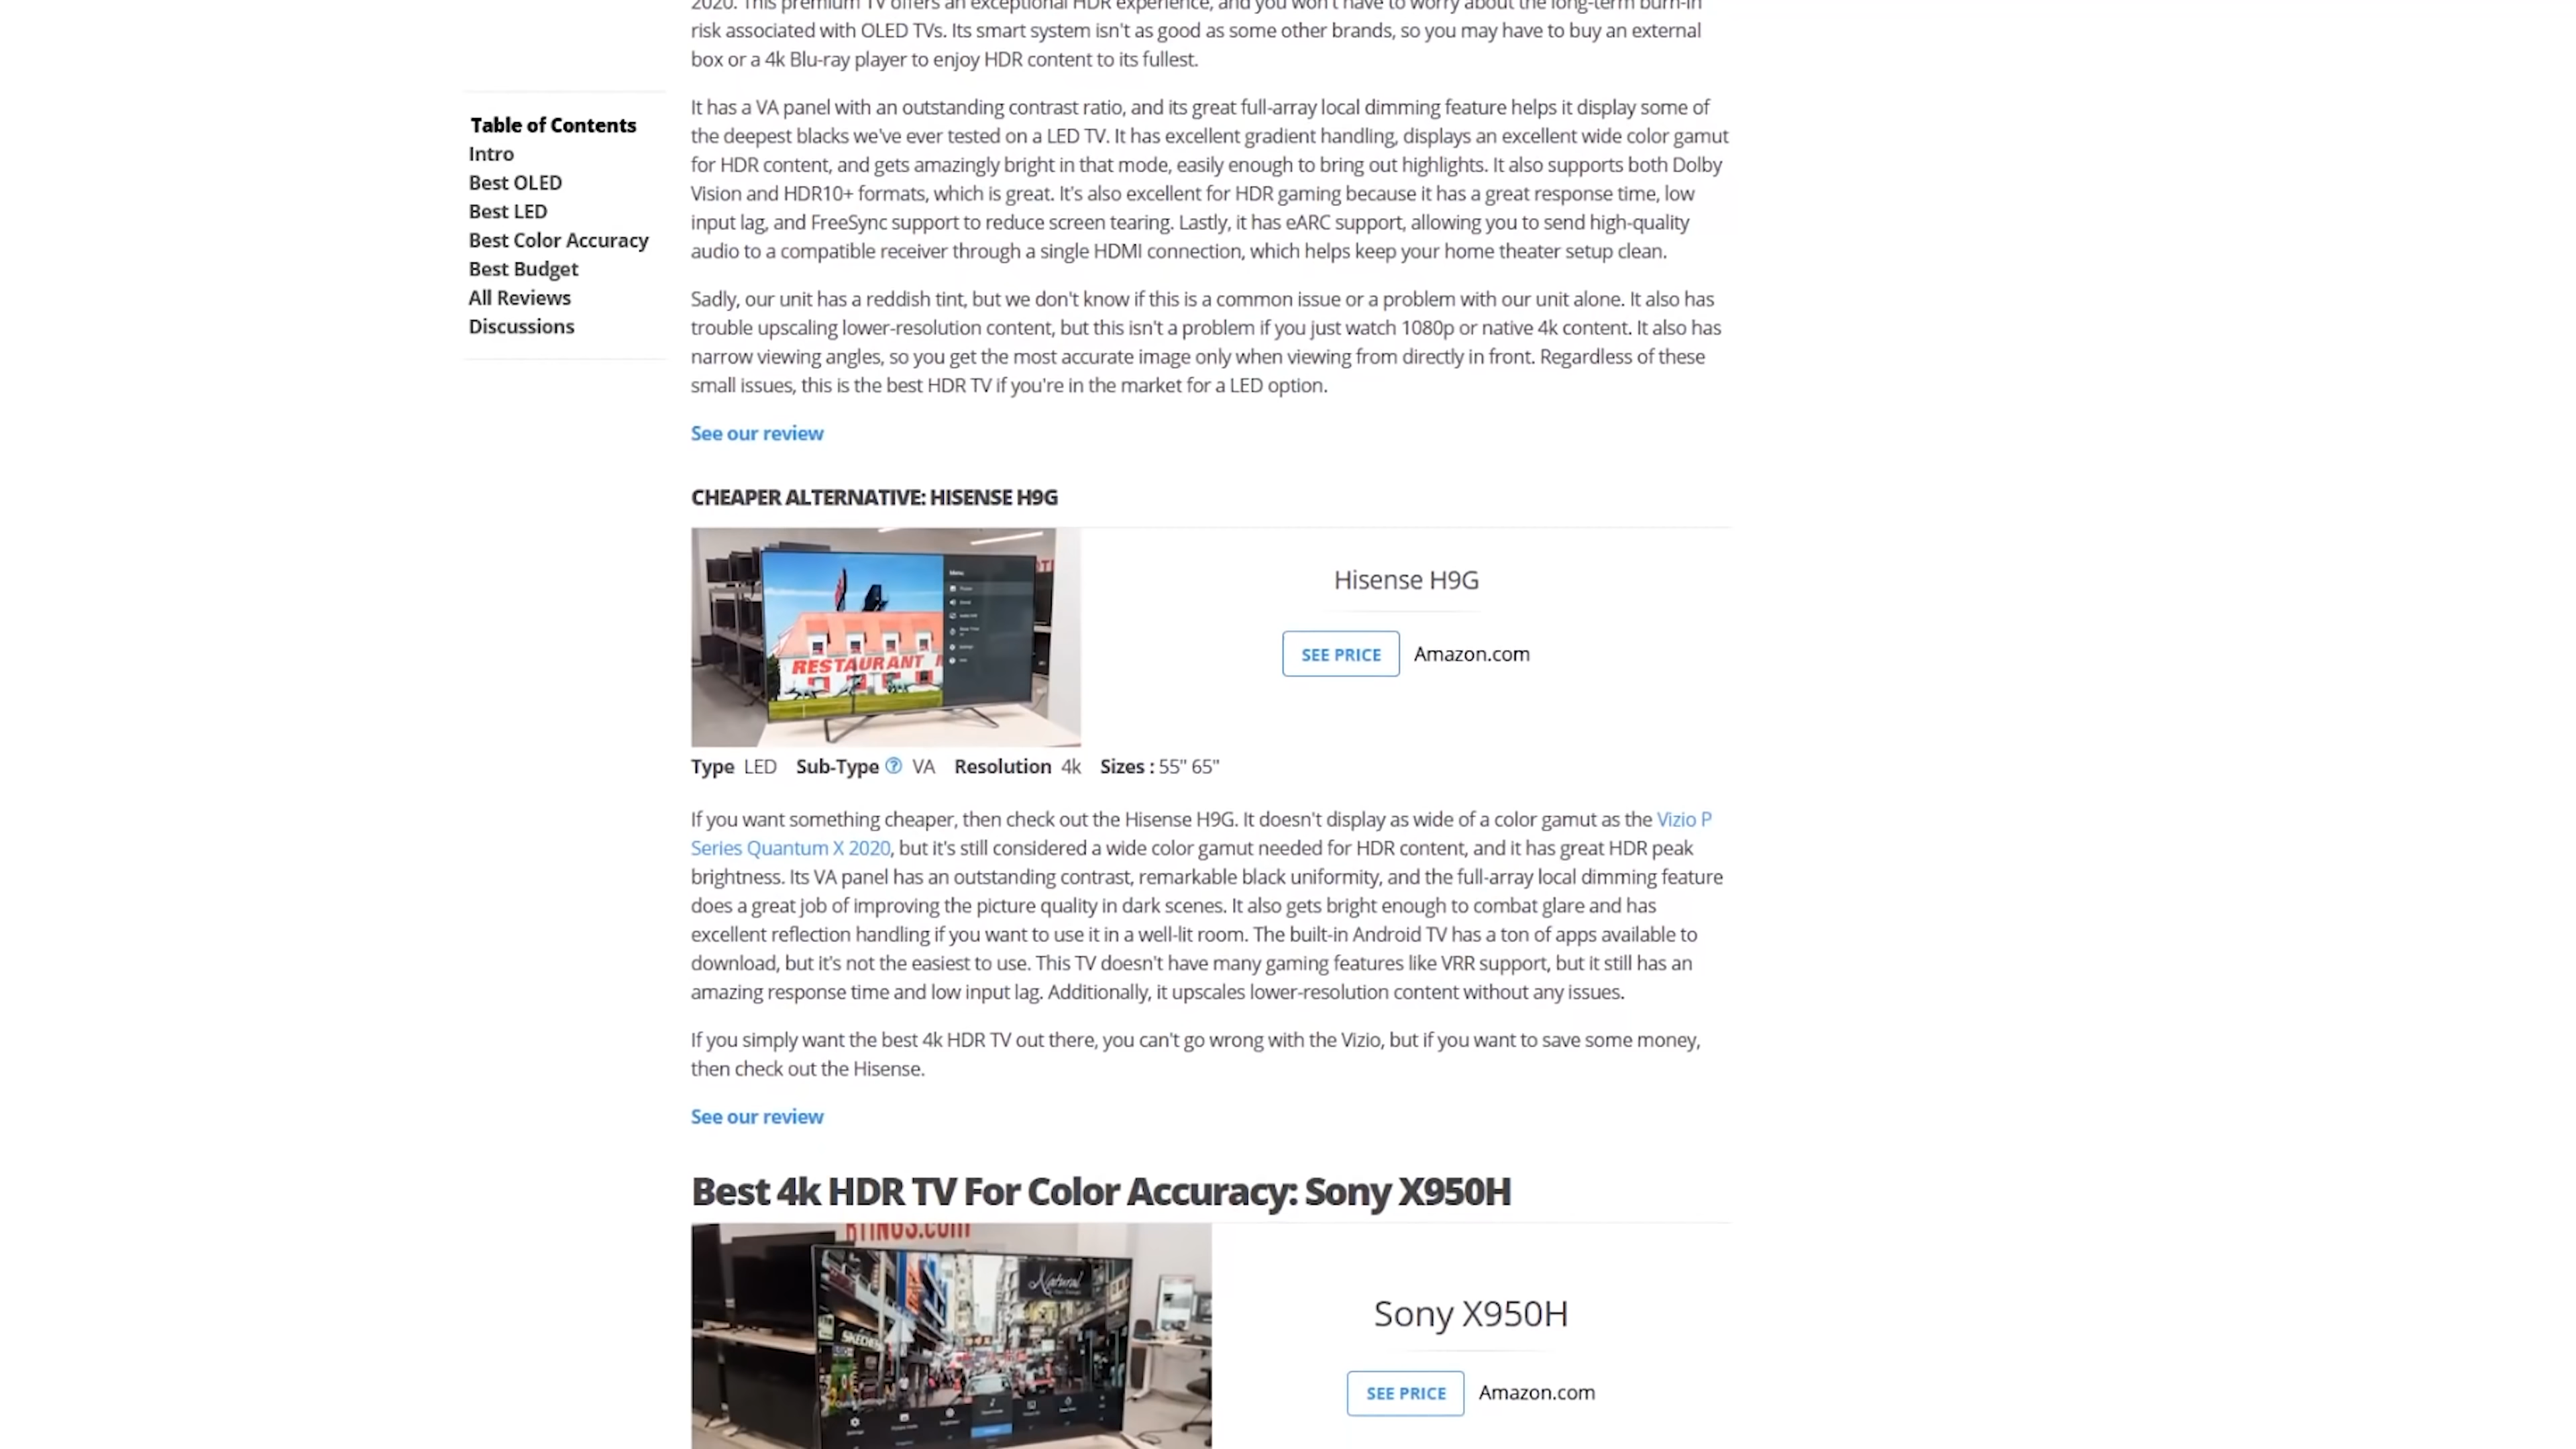 2020. This premium TV offers an exceptional HDR experience, and you won't have to worry about the long-term burn-in
risk associated with OLED TVs. Its smart system isn't as good as some other brands, so you may have to buy an external
box or a 4k Blu-ray player to enjoy HDR content to its fullest.
Table of Contents
Intro
Best OLED
Best LED
Best Color Accuracy
Best Budget
All Reviews
Discussions
It has a VA panel with an outstanding contrast ratio, and its great full-array local dimming feature helps it display some of
the deepest blacks we've ever tested on a LED TV. It has excellent gradient handling, displays an excellent wide color gamut
for HDR content, and gets amazingly bright in that mode, easily enough to bring out highlights. It also supports both Dolby
Vision and HDR10+ formats, which is great. It's also excellent for HDR gaming because it has a great response time, low
input lag, and FreeSync support to reduce screen tearing. Lastly, it has eARC support, allowing you to send high-quality
audio to a compatible receiver through a single HDMI connection, which helps keep your home theater setup clean.
Sadly, our unit has a reddish tint, but we don't know if this is a common issue or a problem with our unit alone. It also has
trouble upscaling lower-resolution content, but this isn't a problem if you just watch 1080p or native 4k content. It also has
narrow viewing angles, so you get the most accurate image only when viewing from directly in front. Regardless of these
small issues, this is the best HDR TV if you're in the market for a LED option.
See our review
CHEAPER ALTERNATIVE: HISENSE H9G
Menu
RESTAURANT
Hisense H9G
SEE PRICE Amazon.com
Type LED Sub-Type ? VA Resolution 4k Sizes : 55" 65"
If you want something cheaper, then check out the Hisense H9G. It doesn't display as wide of a color gamut as the Vizio P
Series Quantum X 2020, but it's still considered a wide color gamut needed for HDR content, and it has great HDR peak
brightness. Its VA panel has an outstanding contrast, remarkable black uniformity, and the full-array local dimming feature
does a great job of improving the picture quality in dark scenes. It also gets bright enough to combat glare and has
excellent reflection handling if you want to use it in a well-lit room. The built-in Android TV has a ton of apps available to
download, but it's not the easiest to use. This TV doesn't have many gaming features like VRR support, but it still has an
amazing response time and low input lag. Additionally, it upscales lower-resolution content without any issues.
If you simply want the best 4k HDR TV out there, you can't go wrong with the Vizio, but if you want to save some money,
then check out the Hisense.
See our review
Best 4k HDR TV For Color Accuracy: Sony X950H
RTINGS.com
Natural
SKECHERS
Sony X950H
SEE PRICE Amazon.com